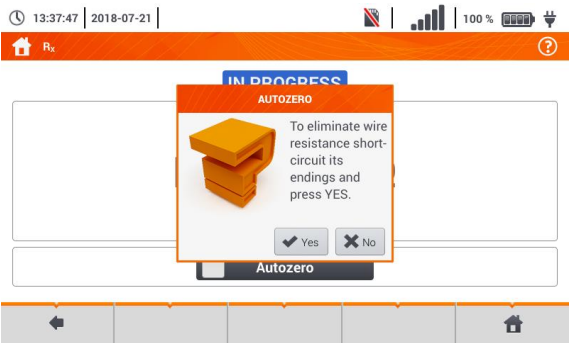 13:37:47 2018-07-21 100 %
Rx ?
IN PROGRESS
AUTOZERO
To eliminate wire
resistance short-
circuit its
endings and
press YES.
Yes No
Autozero